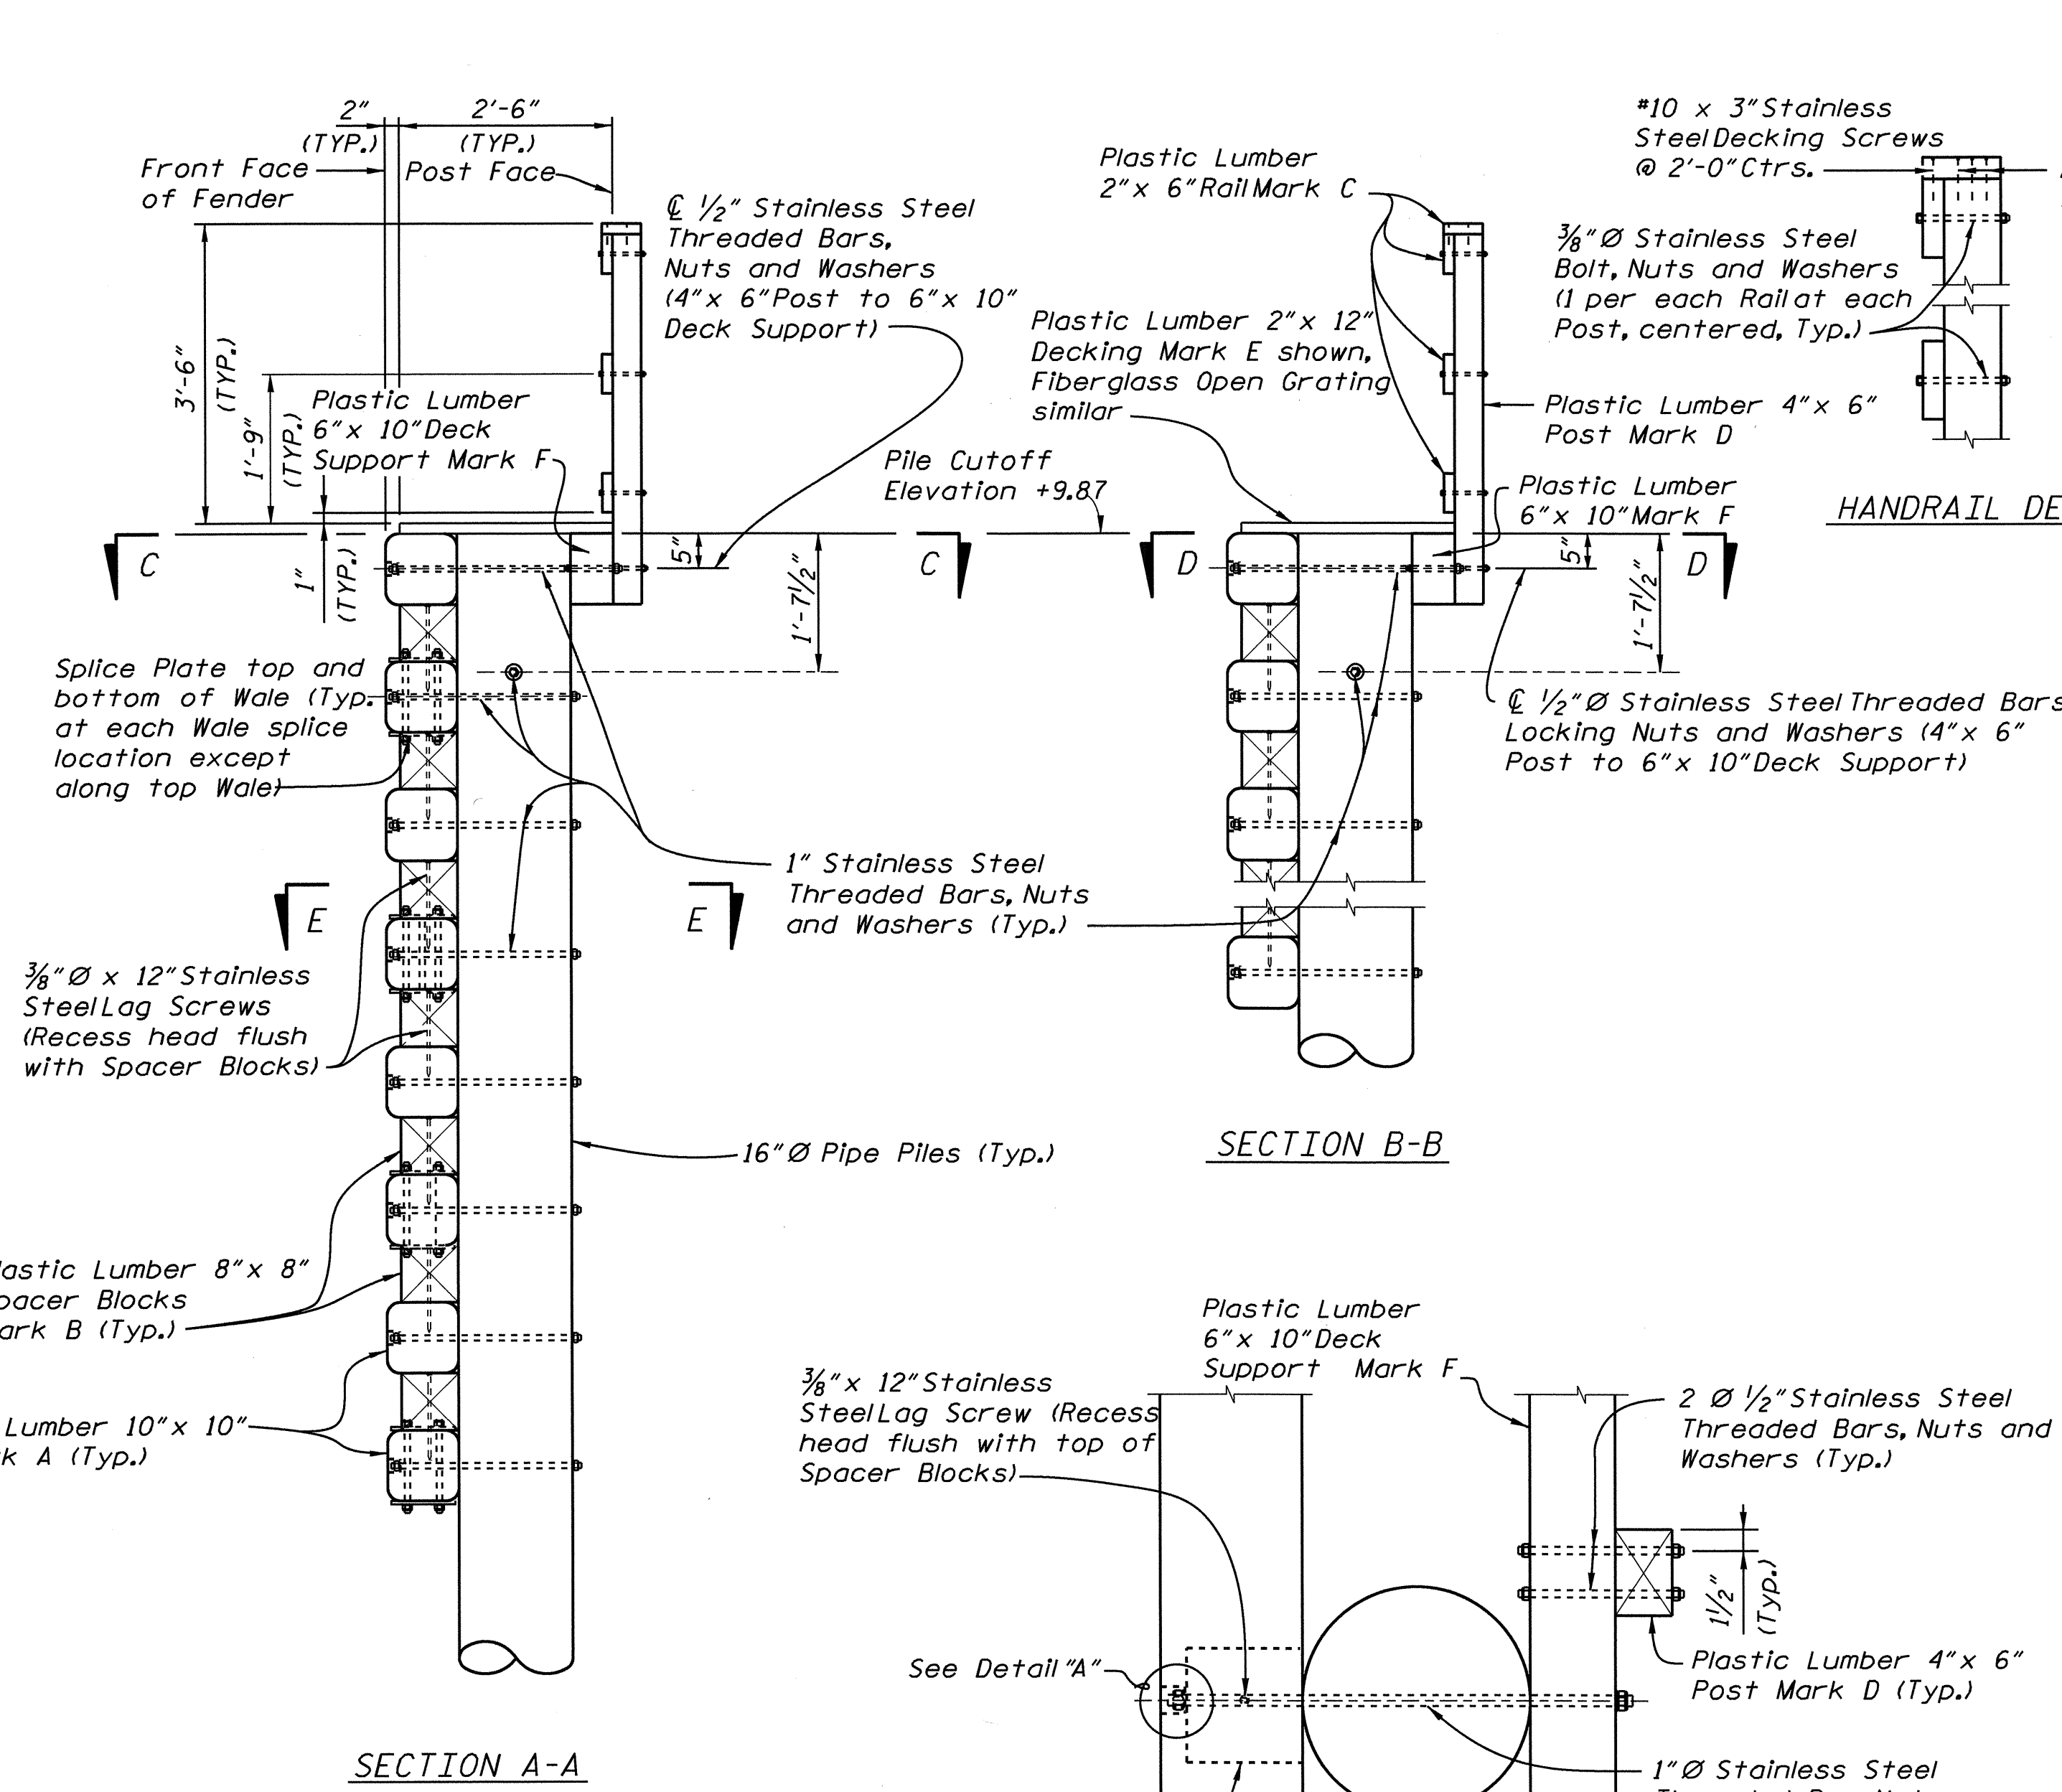 2"
(TYP.)
2'-6"
(TYP.)
Front Face
of Fender
Post Face
3'-6"
(TYP.)
1'-9"
(TYP.)
1"
(TYP.)
Plastic Lumber
6"x 10" Deck
Support Mark F
℄ 1/2" Stainless Steel
Threaded Bars,
Nuts and Washers
(4"x 6" Post to 6"x 10"
Deck Support)
Pile Cutoff
Elevation +9.87
C
C
5"
1'-7 1/2"
Splice Plate top and
bottom of Wale (Typ.
at each Wale splice
location except
along top Wale)
1" Stainless Steel
Threaded Bars, Nuts
and Washers (Typ.)
E
E
3/8"Ø x 12" Stainless
Steel Lag Screws
(Recess head flush
with Spacer Blocks)
16"Ø Pipe Piles (Typ.)
Lumber 8"x 8"
Blocks
B (Typ.)
Lumber 10"x 10"
A (Typ.)
SECTION A-A
Plastic Lumber
2"x 6" Rail Mark C
Plastic Lumber 2"x 12"
Decking Mark E shown,
Fiberglass Open Grating
similar
Plastic Lumber 4"x 6"
Post Mark D
Plastic Lumber
6"x 10" Mark F
D
D
5"
1'-7 1/2"
℄ 1/2"Ø Stainless Steel Threaded Bars
Locking Nuts and Washers (4"x 6"
Post to 6"x 10" Deck Support)
SECTION B-B
#10 x 3" Stainless
Steel Decking Screws
@ 2'-0" Ctrs.
3/8"Ø Stainless Steel
Bolt, Nuts and Washers
(1 per each Rail at each
Post, centered, Typ.)
HANDRAIL DE
Plastic Lumber
6"x 10" Deck
Support Mark F
3/8"x 12" Stainless
Steel Lag Screw (Recess
head flush with top of
Spacer Blocks)
2 Ø 1/2" Stainless Steel
Threaded Bars, Nuts and
Washers (Typ.)
1 1/2"
(Typ.)
See Detail "A"
Plastic Lumber 4"x 6"
Post Mark D (Typ.)
1"Ø Stainless Steel